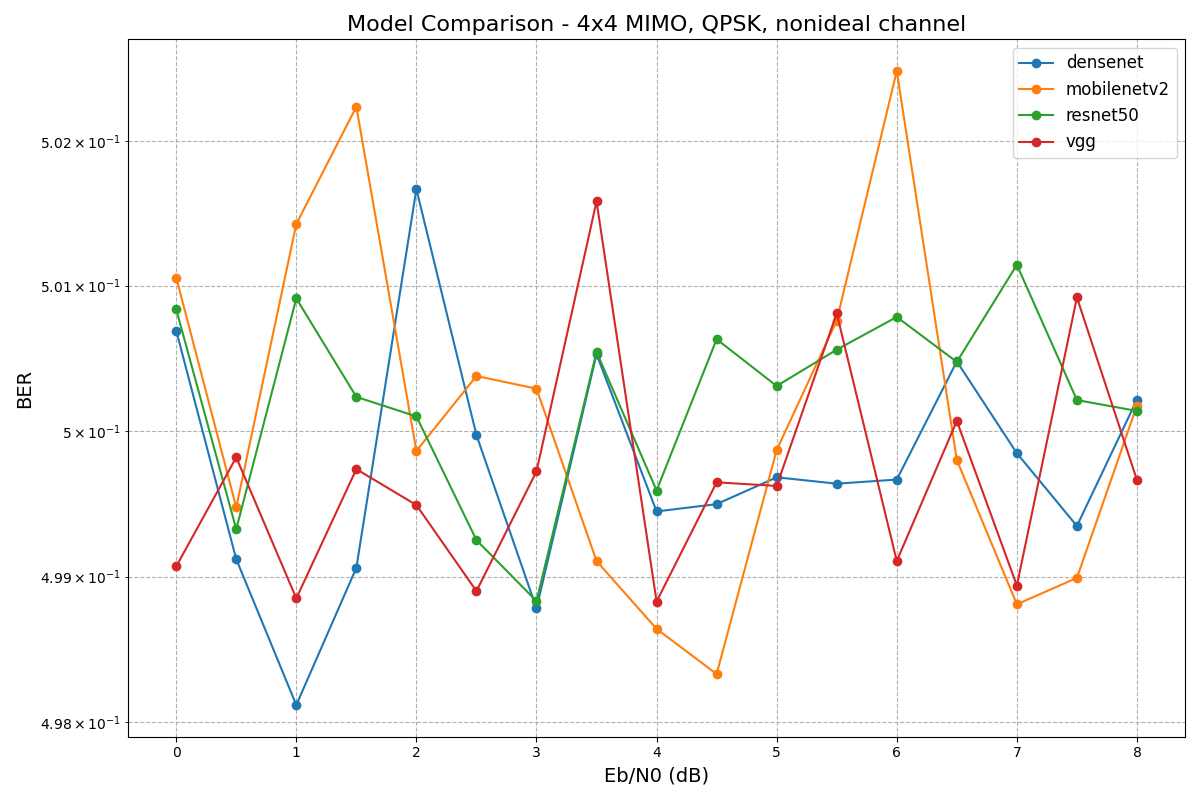 Model Comparison - 4x4 MIMO, QPSK, nonideal channel
densenet
mobilenetv2
resnet50
vgg
BER
5.02 × 10⁻¹
5.01 × 10⁻¹
5 × 10⁻¹
4.99 × 10⁻¹
4.98 × 10⁻¹
0 1 2 3 4 5 6 7 8
Eb/N0 (dB)